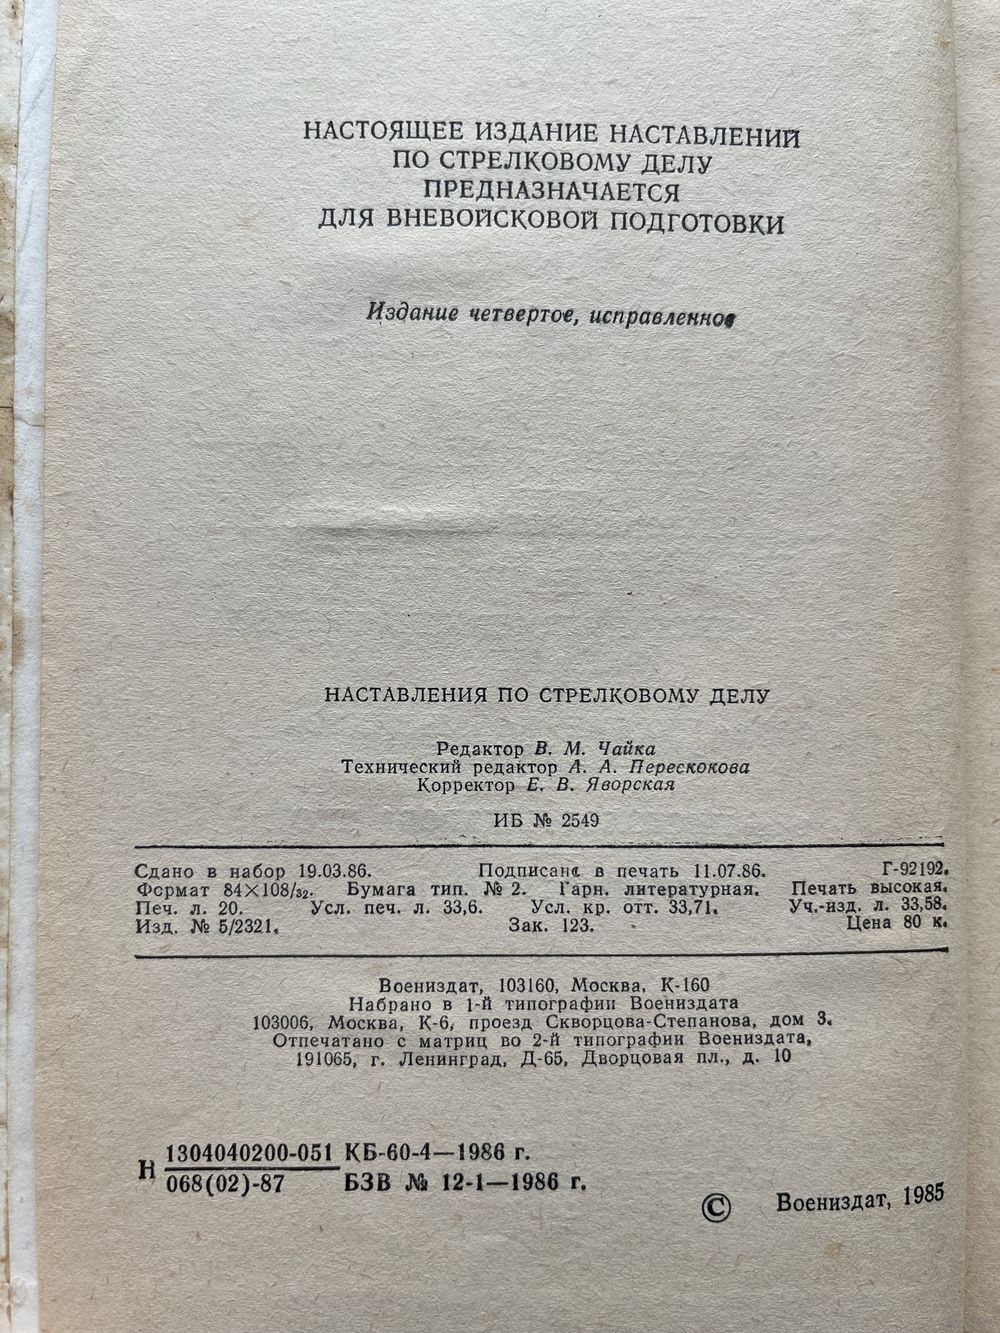 НАСТОЯЩЕЕ ИЗДАНИЕ НАСТАВЛЕНИЙ
ПО СТРЕЛКОВОМУ ДЕЛУ
ПРЕДНАЗНАЧАЕТСЯ
ДЛЯ ВНЕВОЙСКОВОЙ ПОДГОТОВКИ
Издание четвертое, исправленное
НАСТАВЛЕНИЯ ПО СТРЕЛКОВОМУ ДЕЛУ
Редактор В. М. Чайка
Технический редактор А. А. Перескокова
Корректор Е. В. Яворская
ИБ № 2549
Сдано в набор 19.03.86. Подписано в печать 11.07.86. Г-92192.
Формат 84×108/32. Бумага тип. № 2. Гарн. литературная. Печать высокая.
Печ. л. 20. Усл. печ. л. 33,6. Усл. кр. отт. 33,71. Уч.-изд. л. 33,58.
Изд. № 5/2321. Зак. 123. Цена 80 к.
Воениздат, 103160, Москва, К-160
Набрано в 1-й типографии Воениздата
103006, Москва, К-6, проезд Скворцова-Степанова, дом 3.
Отпечатано с матриц во 2-й типографии Воениздата,
191065, г. Ленинград, Д-65, Дворцовая пл., д. 10
Н 1304040200-051 КБ-60-4—1986 г.
068(02)-87 БЗВ № 12-1—1986 г.
© Воениздат, 1985